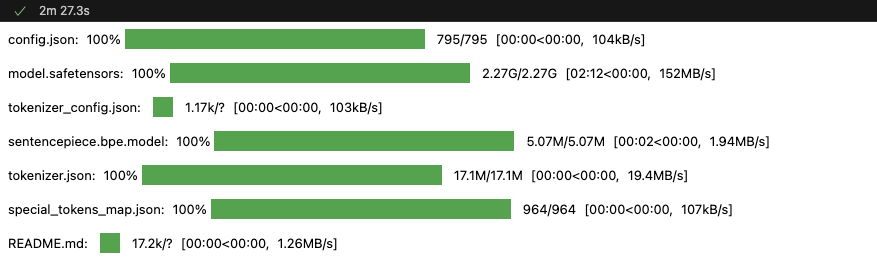 ✓ 2m 27.3s
config.json: 100% 795/795 [00:00<00:00, 104kB/s]
model.safetensors: 100% 2.27G/2.27G [02:12<00:00, 152MB/s]
tokenizer_config.json: 1.17k/? [00:00<00:00, 103kB/s]
sentencepiece.bpe.model: 100% 5.07M/5.07M [00:02<00:00, 1.94MB/s]
tokenizer.json: 100% 17.1M/17.1M [00:00<00:00, 19.4MB/s]
special_tokens_map.json: 100% 964/964 [00:00<00:00, 107kB/s]
README.md: 17.2k/? [00:00<00:00, 1.26MB/s]